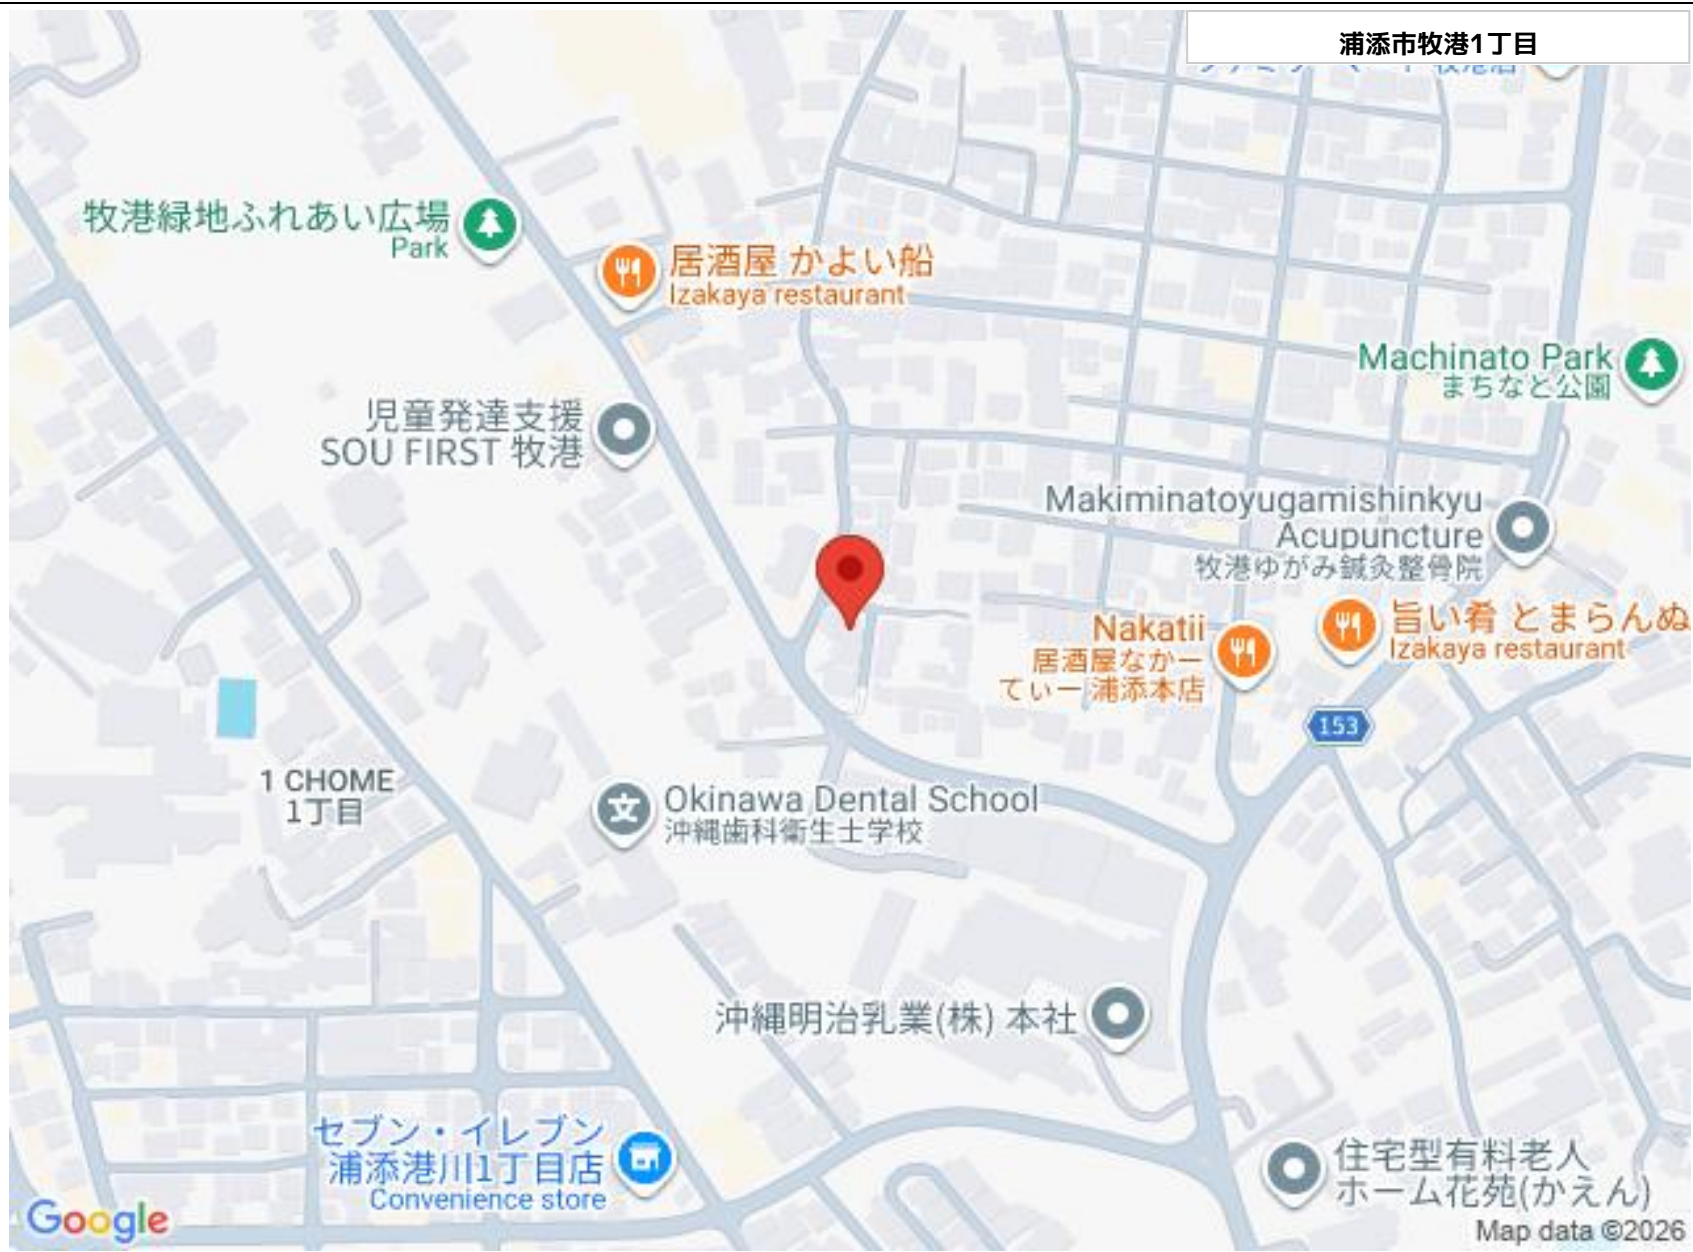 浦添市牧港1丁目
牧港緑地ふれあい広場
Park
居酒屋 かよい船
Izakaya restaurant
Machinato Park
まちなと公園
児童発達支援
SOU FIRST 牧港
Makiminatoyugamishinkyu
Acupuncture
牧港ゆがみ鍼灸整骨院
Nakatii
居酒屋なかー
てぃー 浦添本店
旨い肴 とまらんぬ
Izakaya restaurant
153
1 CHOME
1丁目
Okinawa Dental School
沖縄歯科衛生士学校
沖縄明治乳業(株) 本社
セブン・イレブン
浦添港川1丁目店
Convenience store
住宅型有料老人
ホーム花苑(かえん)
Google
Map data ©2026